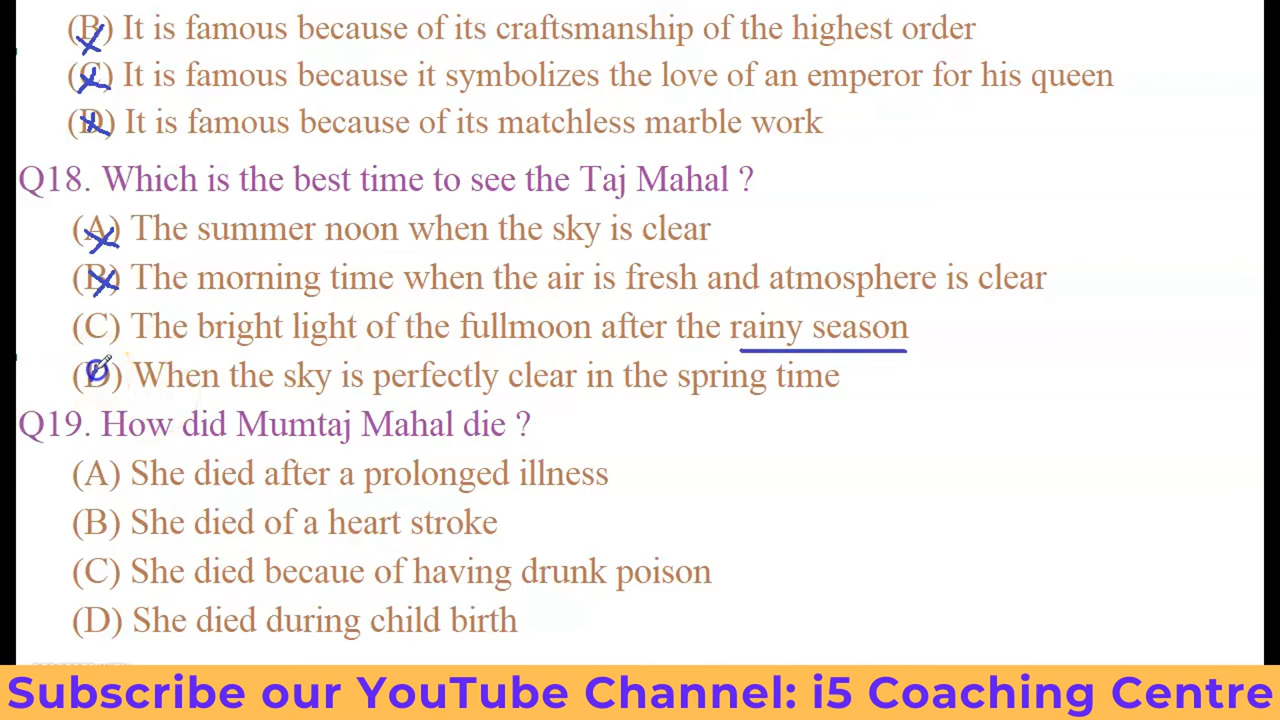 (B) It is famous because of its craftsmanship of the highest order
(C) It is famous because it symbolizes the love of an emperor for his queen
(D) It is famous because of its matchless marble work
Q18. Which is the best time to see the Taj Mahal ?
(A) The summer noon when the sky is clear
(B) The morning time when the air is fresh and atmosphere is clear
(C) The bright light of the fullmoon after the rainy season
(D) When the sky is perfectly clear in the spring time
Q19. How did Mumtaj Mahal die ?
(A) She died after a prolonged illness
(B) She died of a heart stroke
(C) She died becaue of having drunk poison
(D) She died during child birth
Subscribe our YouTube Channel: i5 Coaching Centre